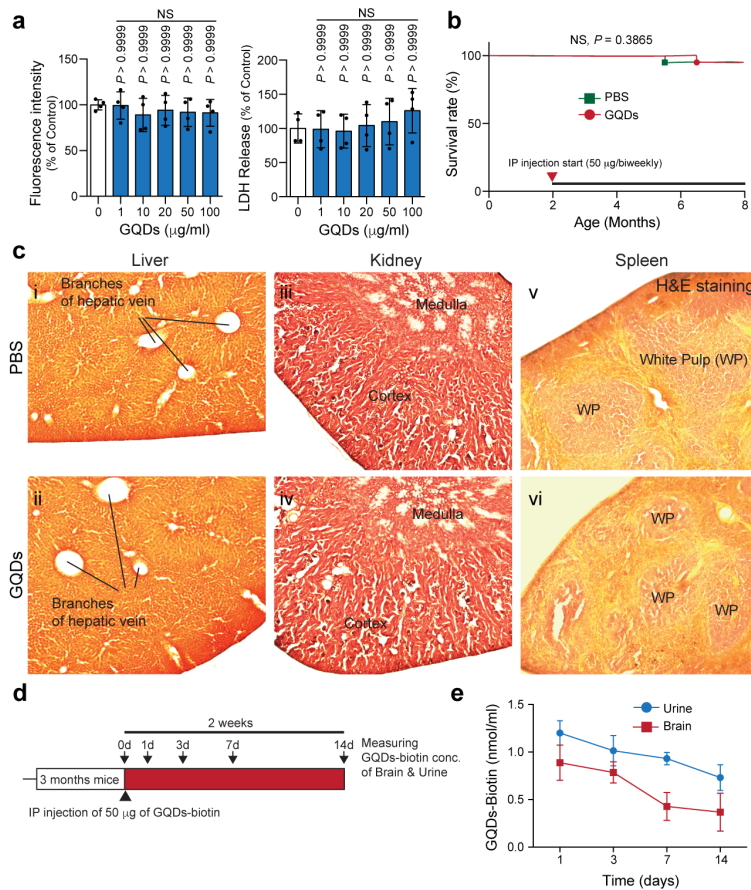 a
NS
P > 0.9999
P > 0.9999
P > 0.9999
P > 0.9999
P > 0.9999
Fluorescence intensity
(% of Control)
150
100
50
0
0 1 10 20 50 100
GQDs (μg/ml)
NS
P > 0.9999
P > 0.9999
P > 0.9999
P > 0.9999
P > 0.9999
LDH Release (% of Control)
200
150
100
50
0
0 1 10 20 50 100
GQDs (μg/ml)
b
NS, P = 0.3865
Survival rate (%)
100
80
60
40
20
0
PBS
GQDs
IP injection start (50 μg/biweekly)
0 2 4 6 8
Age (Months)
c
Liver Kidney Spleen
PBS
i
Branches
of hepatic vein
iii
Medulla
Cortex
v
H&E staining
White Pulp (WP)
WP
GQDs
ii
Branches
of hepatic vein
iv
Medulla
Cortex
vi
WP
WP
WP
d
2 weeks
0d 1d 3d 7d 14d
Measuring
GQDs-biotin conc.
of Brain & Urine
3 months mice
IP injection of 50 μg of GQDs-biotin
e
GQDs-Biotin (nmol/ml)
1.5
1.0
0.5
0.0
Urine
Brain
1 3 7 14
Time (days)